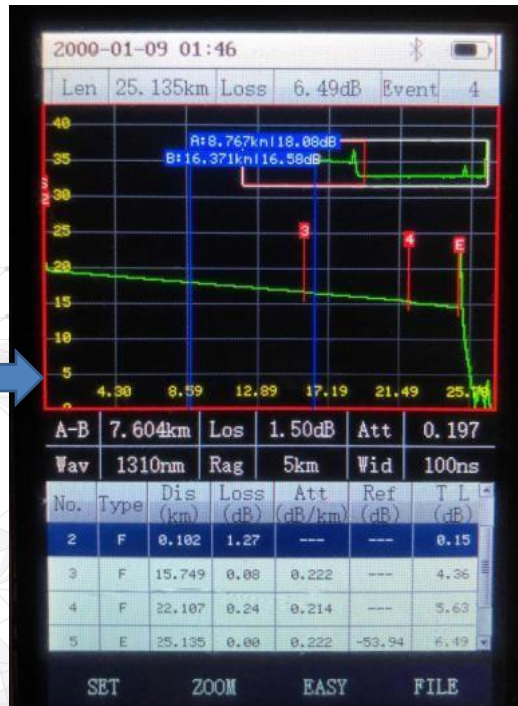 2000-01-09 01:46
Len 25.135km Loss 6.49dB Event 4
40
A:8.767km|18.08dB
35
B:16.371km|16.58dB
30
25
3
4
E
20
15
10
5
4.30 8.59 12.89 17.19 21.49 25.78
A-B 7.604km Los 1.50dB Att 0.197
Wav 1310nm Rag 5km Wid 100ns
No. Type Dis (km) Loss (dB) Att (dB/km) Ref (dB) T L (dB)
2 F 0.102 1.27 --- --- 0.15
3 F 15.749 0.08 0.222 --- 4.36
4 F 22.107 0.24 0.214 --- 5.63
5 E 25.135 0.00 0.222 -53.94 6.49
SET ZOOM EASY FILE